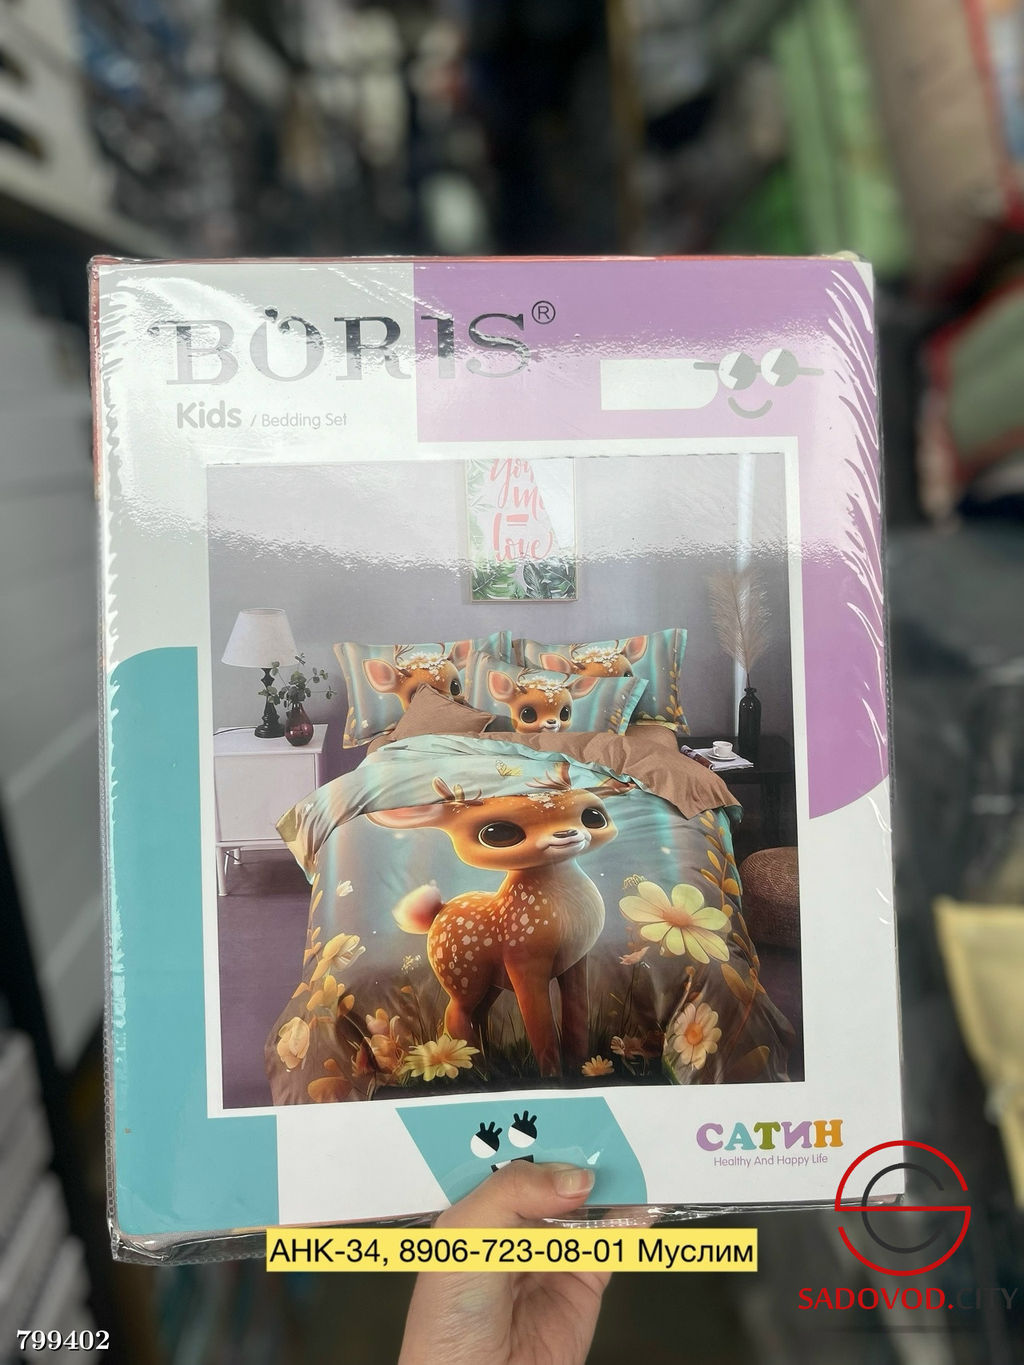 BORIS®
Kids / Bedding Set
you
me
=
love
САТИН
Healthy And Happy Life
АНК-34, 8906-723-08-01 Муслим
SADOVOD.CITY
799402